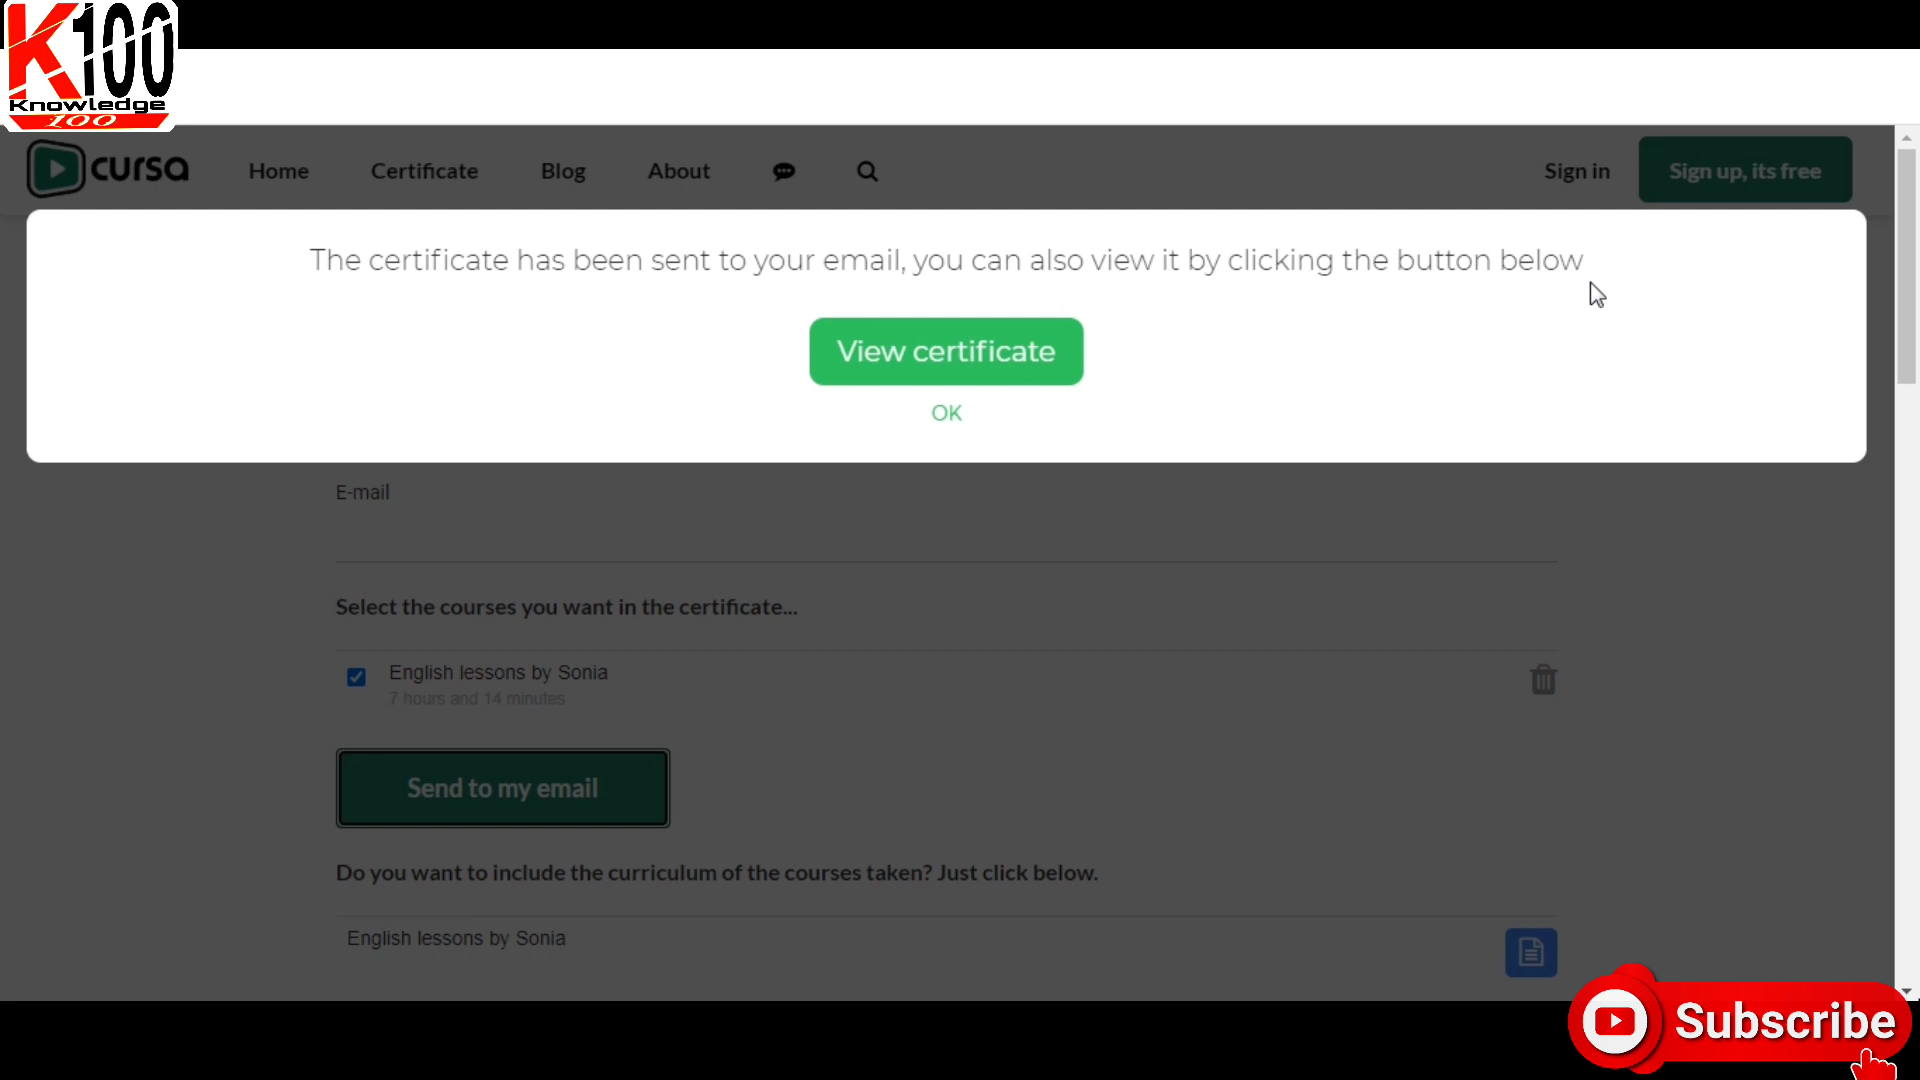 K100
Knowledge
100
cursa
Home
Certificate
Blog
About
Sign in
Sign up, its free
The certificate has been sent to your email, you can also view it by clicking the button below
View certificate
OK
E-mail
Select the courses you want in the certificate...
English lessons by Sonia
7 hours and 14 minutes
Send to my email
Do you want to include the curriculum of the courses taken? Just click below.
English lessons by Sonia
Subscribe